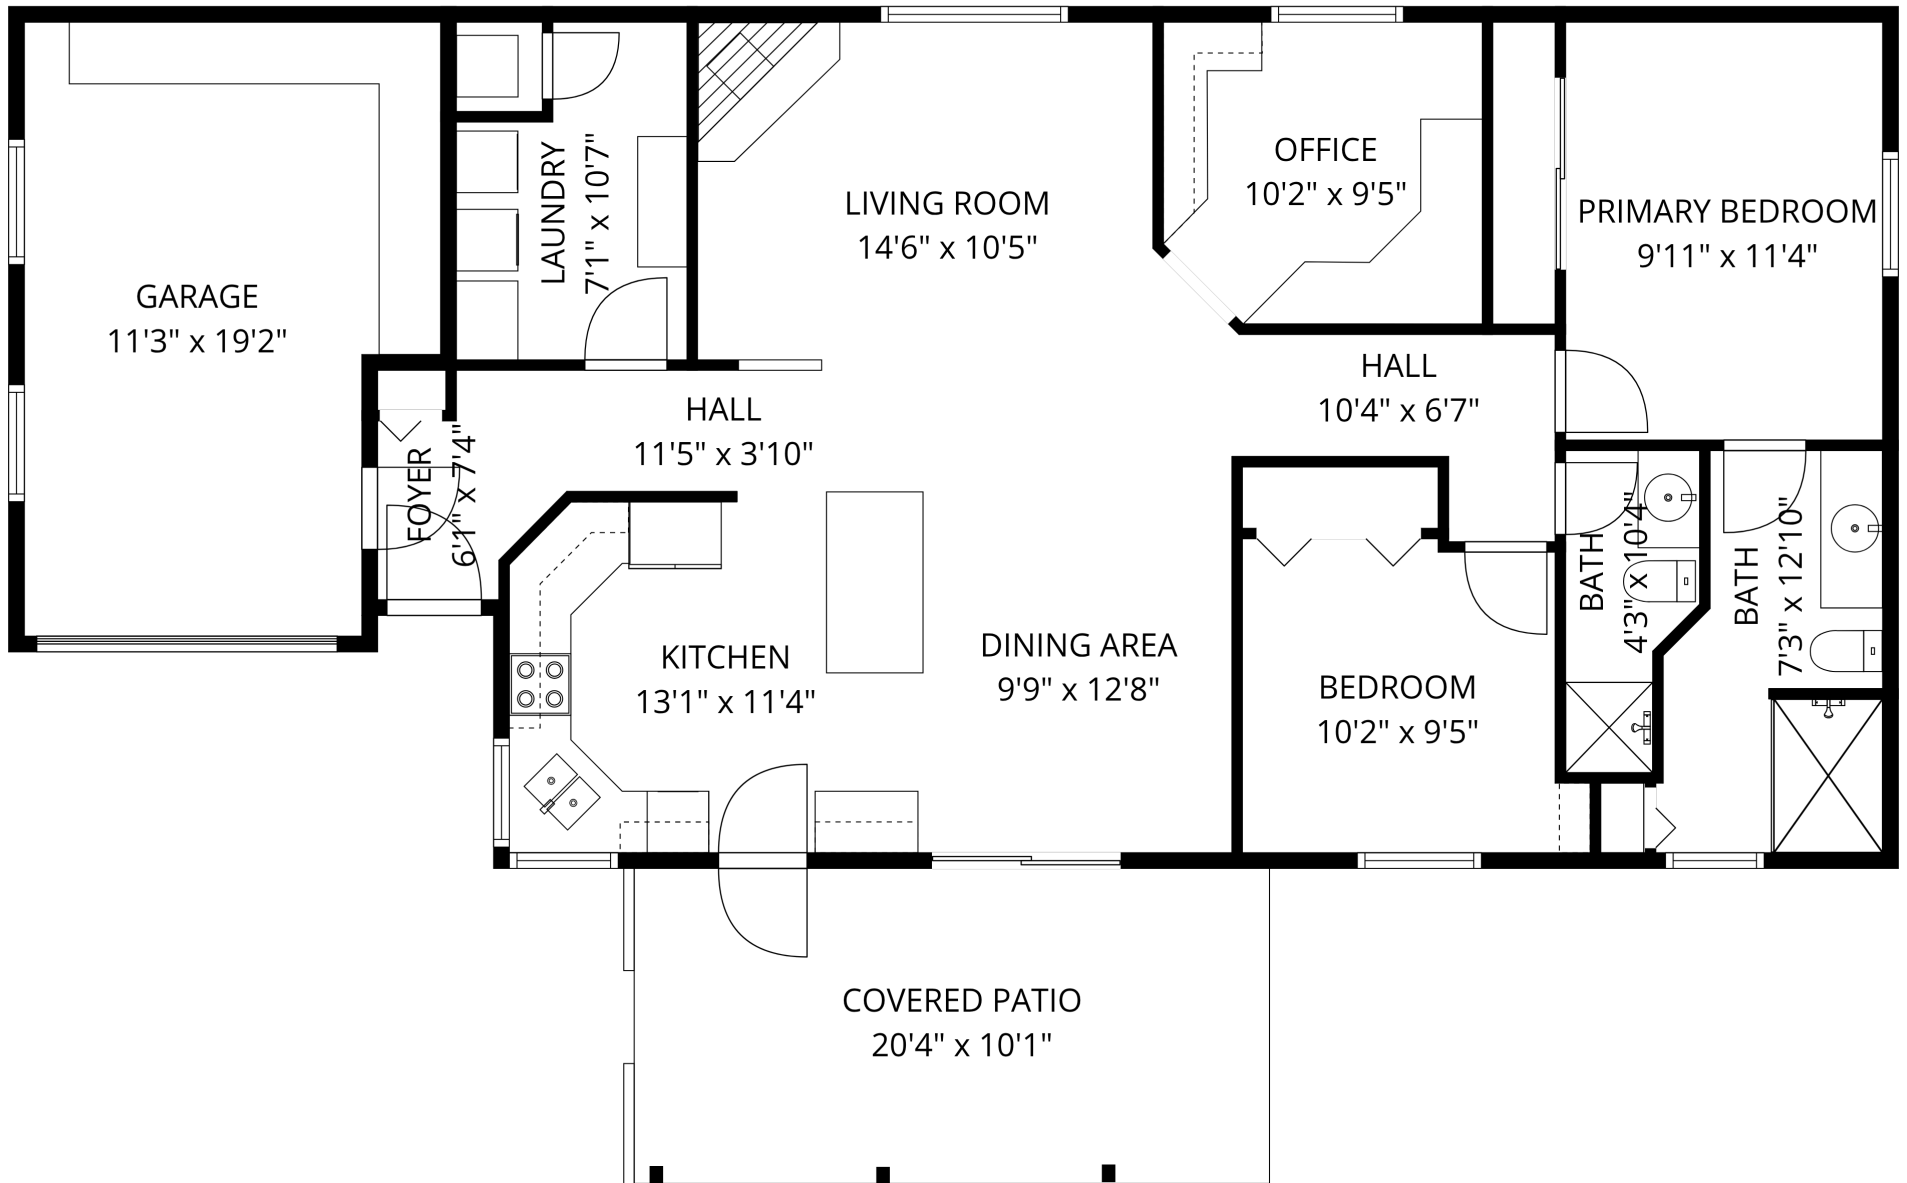 GARAGE
11'3" x 19'2"
LAUNDRY
7'1" x 10'7"
LIVING ROOM
14'6" x 10'5"
OFFICE
10'2" x 9'5"
PRIMARY BEDROOM
9'11" x 11'4"
HALL
11'5" x 3'10"
HALL
10'4" x 6'7"
FOYER
6'1" x 7'4"
KITCHEN
13'1" x 11'4"
DINING AREA
9'9" x 12'8"
BEDROOM
10'2" x 9'5"
BATH
4'3" x 10'4"
BATH
7'3" x 12'10"
COVERED PATIO
20'4" x 10'1"